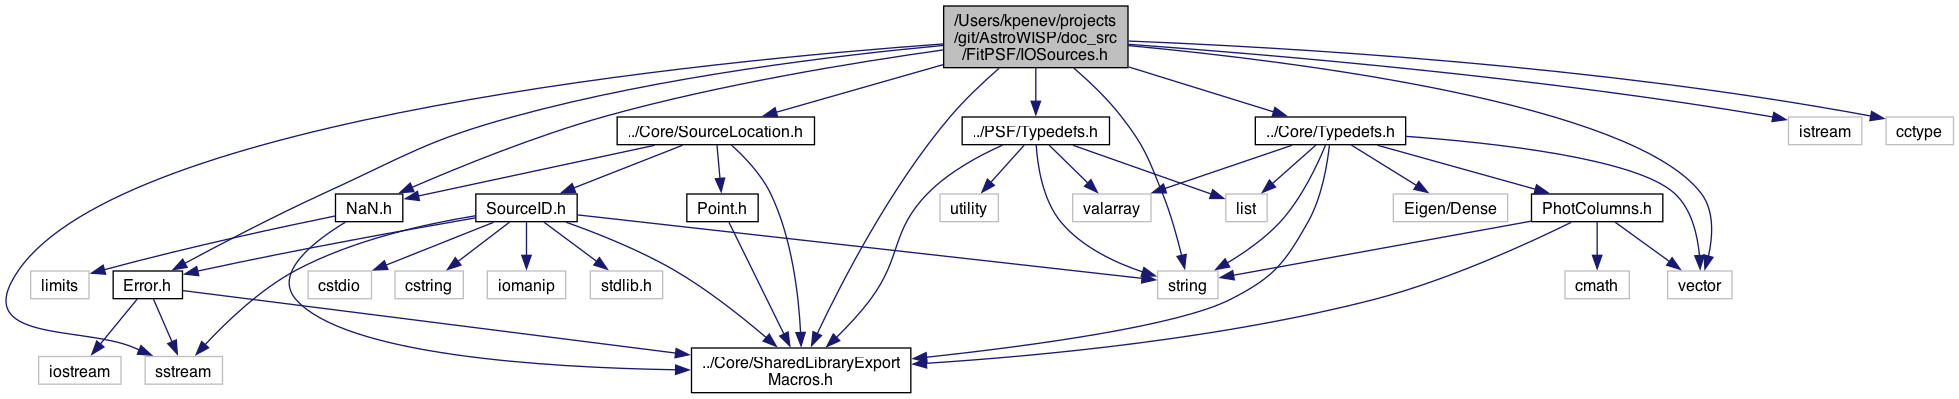 /Users/kpenev/projects
/git/AstroWISP/doc_src
/FitPSF/IOSources.h
../Core/SourceLocation.h
../PSF/Typedefs.h
../Core/Typedefs.h
istream
cctype
NaN.h
SourceID.h
Point.h
utility
valarray
list
Eigen/Dense
PhotColumns.h
limits
Error.h
cstdio
cstring
iomanip
stdlib.h
string
cmath
vector
iostream
sstream
../Core/SharedLibraryExport
Macros.h